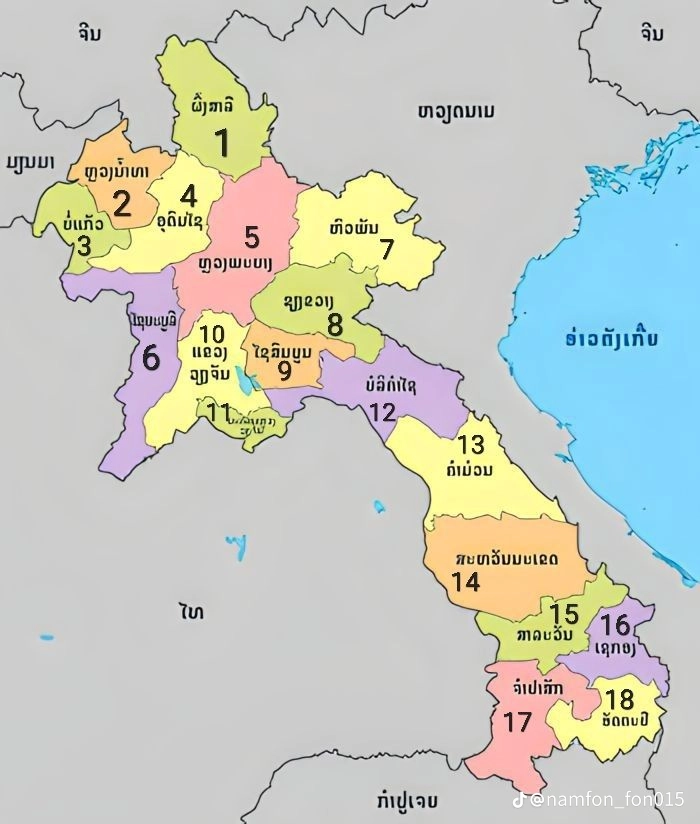 ຈີນ
ຈີນ
ຜົ້ງສາລີ
1
ຫວຽດນາມ
ມຽນມາ
ຫຼວງນ້ຳທາ
2
4
ອຸດົມໄຊ
ບໍ່ແກ້ວ
3
5
ຫຼວງພະບາງ
ຫົວພັນ
7
ຊຽງຂວາງ
8
ໄຊຍະບູລີ
6
10
ແຂວງ
ວຽງຈັນ
ໄຊສົມບູນ
9
ອ່າວຕັງເກັ້ຍ
ບໍລິຄຳໄຊ
12
11
13
ຄຳມ່ວນ
ສະຫວັນນະເຂດ
14
ໄທ
15
ສາລະວັນ
16
ເຊກອງ
ຈຳປາສັກ
17
18
ອັດຕະປື
ກຳປູເຈຍ
@namfon_fon015